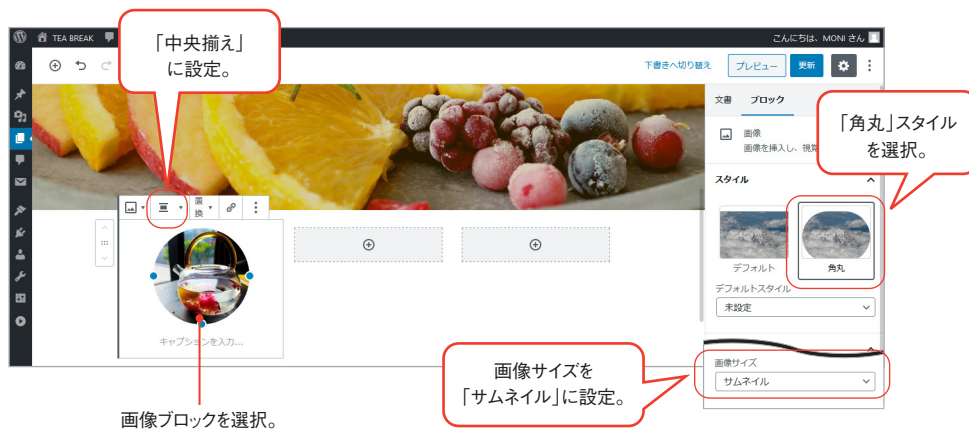 「中央揃え」
に設定。
TEA BREAK
こんにちは、MONI さん
下書きへ切り替え
プレビュー
更新
文書
ブロック
画像
画像を挿入し、視覚
「角丸」スタイル
を選択。
スタイル
置換
デフォルト
角丸
デフォルトスタイル
未設定
キャプションを入力...
画像サイズ
サムネイル
画像サイズを
「サムネイル」に設定。
画像ブロックを選択。